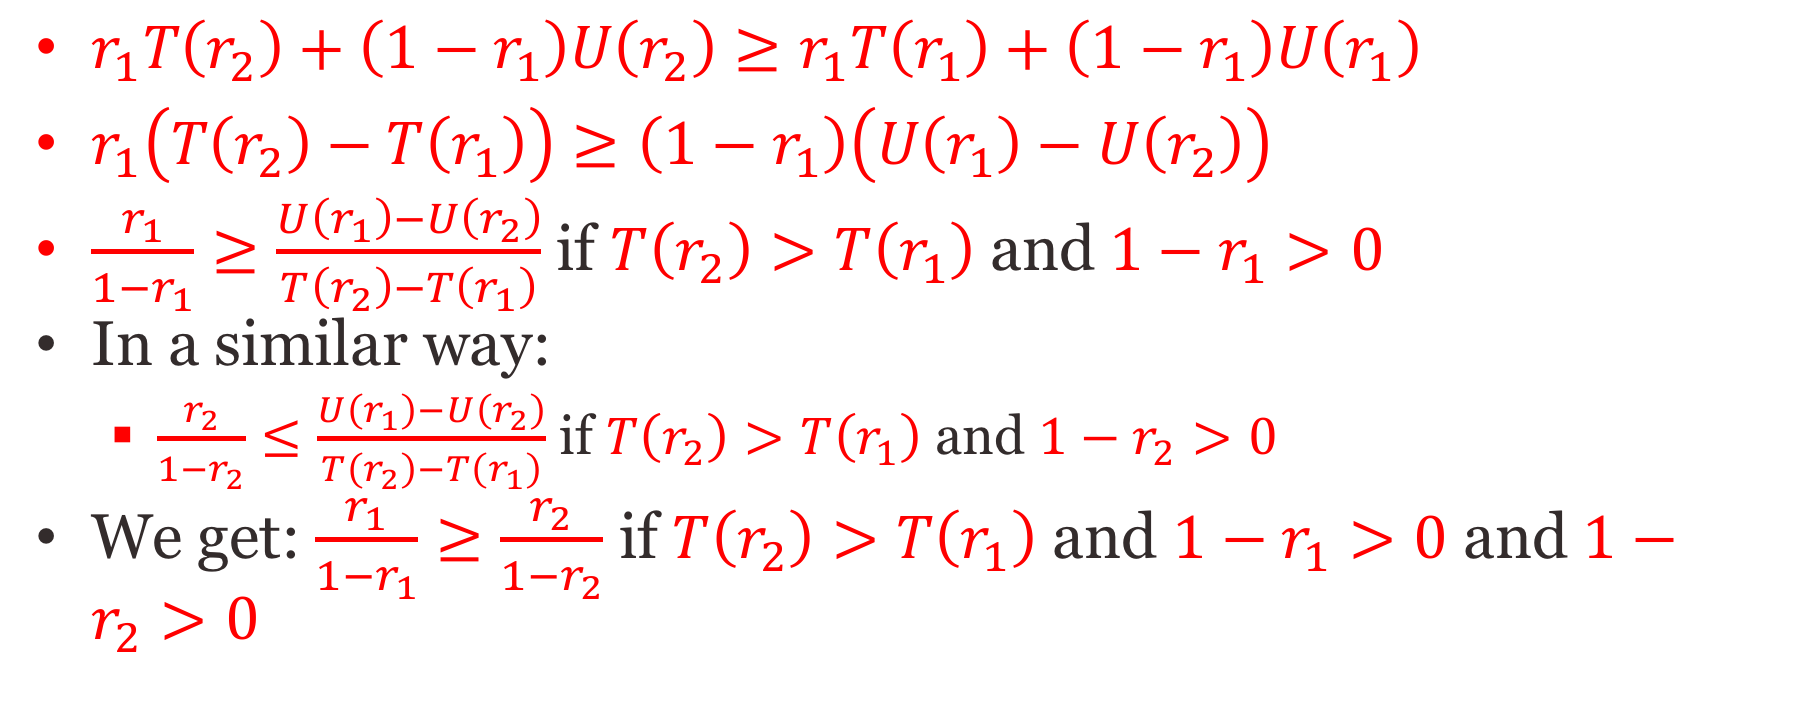 • r₁T(r₂) + (1 − r₁)U(r₂) ≥ r₁T(r₁) + (1 − r₁)U(r₁)
• r₁(T(r₂) − T(r₁)) ≥ (1 − r₁)(U(r₁) − U(r₂))
• r₁/(1−r₁) ≥ (U(r₁)−U(r₂))/(T(r₂)−T(r₁)) if T(r₂) > T(r₁) and 1 − r₁ > 0
• In a similar way:
▪ r₂/(1−r₂) ≤ (U(r₁)−U(r₂))/(T(r₂)−T(r₁)) if T(r₂) > T(r₁) and 1 − r₂ > 0
• We get: r₁/(1−r₁) ≥ r₂/(1−r₂) if T(r₂) > T(r₁) and 1 − r₁ > 0 and 1 −
r₂ > 0